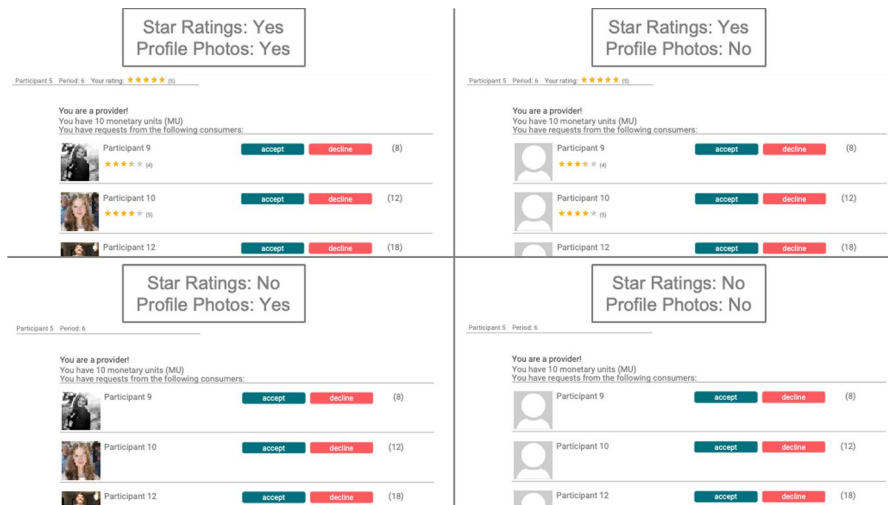 Star Ratings: Yes
Profile Photos: Yes
Participant 5 Period: 6 Your rating: (5)
You are a provider!
You have 10 monetary units (MU)
You have requests from the following consumers:
Participant 9 accept decline (8)
(4)
Participant 10 accept decline (12)
(5)
Participant 12 accept decline (18)
Star Ratings: Yes
Profile Photos: No
Participant 5 Period: 6 Your rating: (5)
You are a provider!
You have 10 monetary units (MU)
You have requests from the following consumers:
Participant 9 accept decline (8)
(4)
Participant 10 accept decline (12)
(5)
Participant 12 accept decline (18)
Star Ratings: No
Profile Photos: Yes
Participant 5 Period: 6
You are a provider!
You have 10 monetary units (MU)
You have requests from the following consumers:
Participant 9 accept decline (8)
Participant 10 accept decline (12)
Participant 12 accept decline (18)
Star Ratings: No
Profile Photos: No
Participant 5 Period: 6
You are a provider!
You have 10 monetary units (MU)
You have requests from the following consumers:
Participant 9 accept decline (8)
Participant 10 accept decline (12)
Participant 12 accept decline (18)